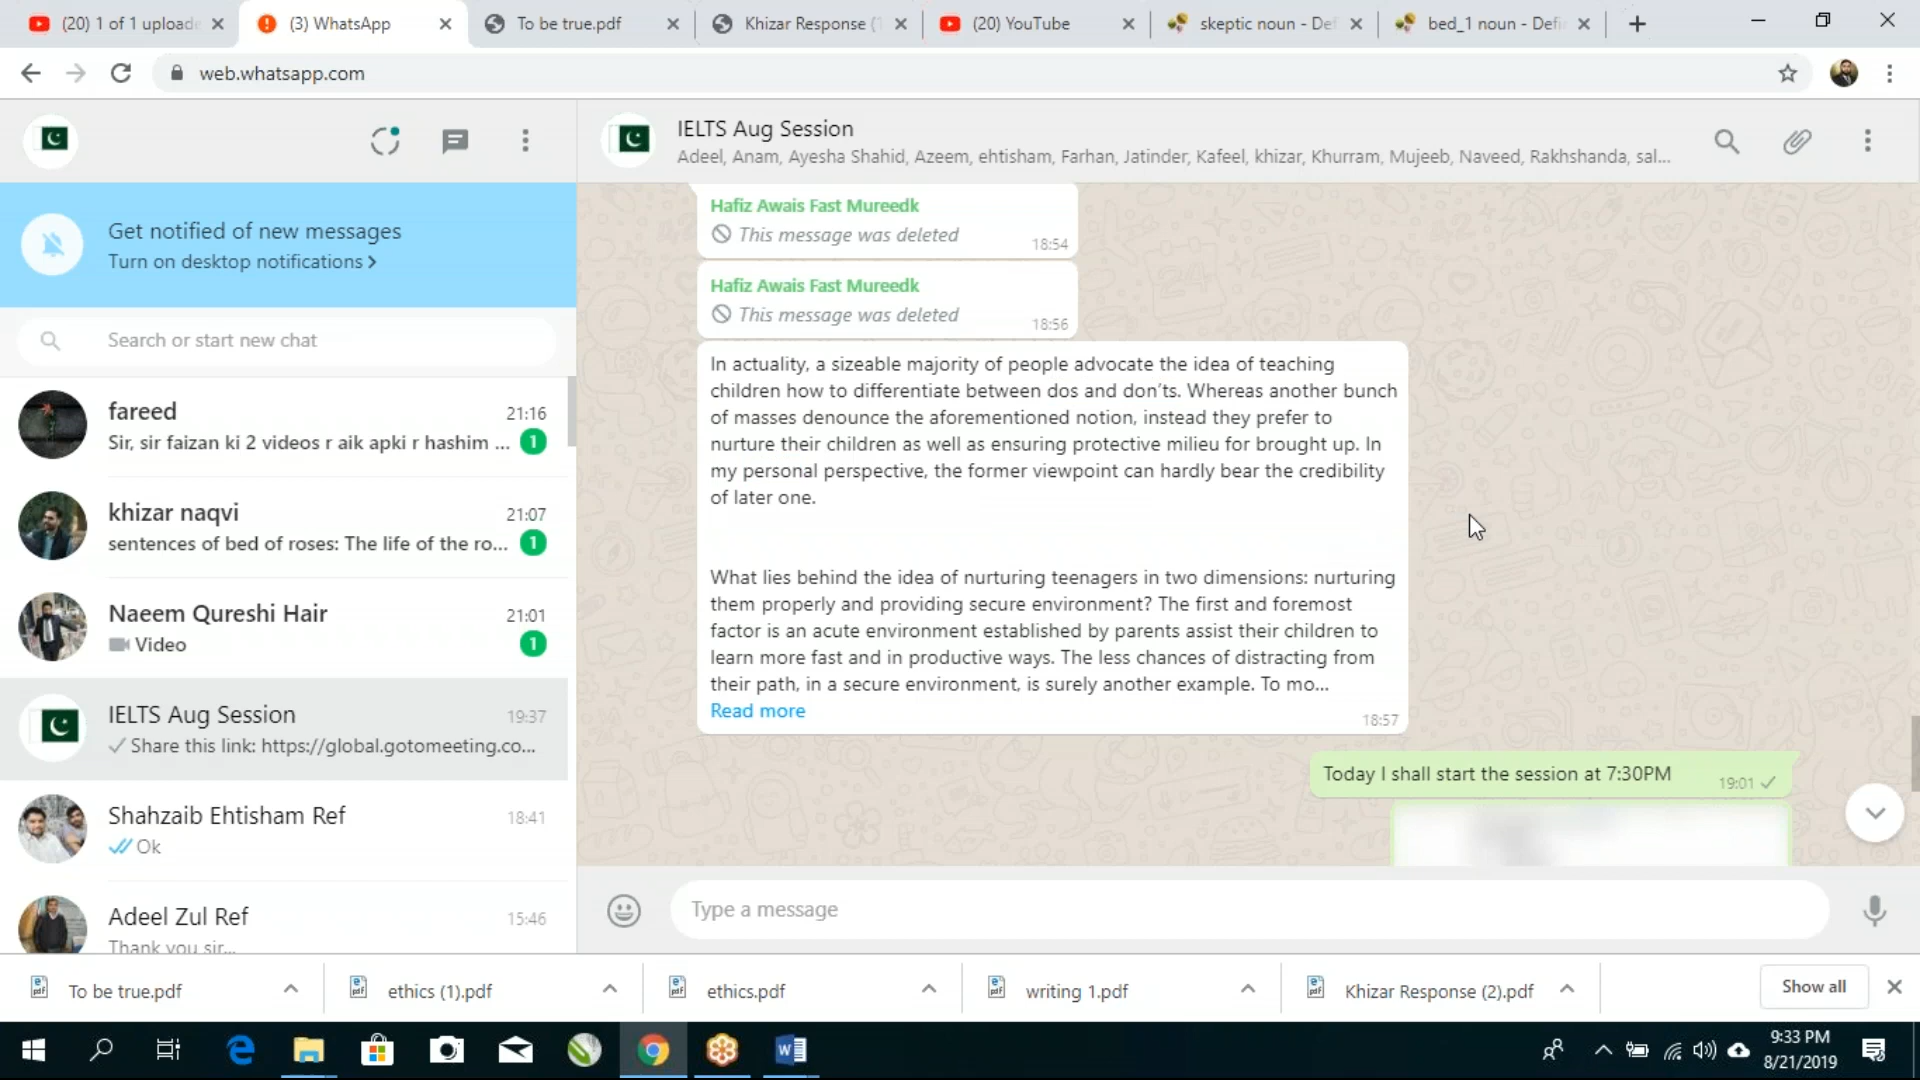 (20) 1 of 1 upload
(3) WhatsApp
To be true.pdf
Khizar Response (
(20) YouTube
skeptic noun - De
bed_1 noun - Defi
web.whatsapp.com
IELTS Aug Session
Adeel, Anam, Ayesha Shahid, Azeem, ehtisham, Farhan, Jatinder, Kafeel, khizar, Khurram, Mujeeb, Naveed, Rakhshanda, sal...
Get notified of new messages
Turn on desktop notifications >
Search or start new chat
fareed
21:16
Sir, sir faizan ki 2 videos r aik apki r hashim ...
1
khizar naqvi
21:07
sentences of bed of roses: The life of the ro...
1
Naeem Qureshi Hair
21:01
Video
1
IELTS Aug Session
19:37
Share this link: https://global.gotomeeting.co...
Shahzaib Ehtisham Ref
18:41
Ok
Adeel Zul Ref
15:46
Thank you sir...
Hafiz Awais Fast Mureedk
This message was deleted
18:54
Hafiz Awais Fast Mureedk
This message was deleted
18:56
In actuality, a sizeable majority of people advocate the idea of teaching
children how to differentiate between dos and don'ts. Whereas another bunch
of masses denounce the aforementioned notion, instead they prefer to
nurture their children as well as ensuring protective milieu for brought up. In
my personal perspective, the former viewpoint can hardly bear the credibility
of later one.
What lies behind the idea of nurturing teenagers in two dimensions: nurturing
them properly and providing secure environment? The first and foremost
factor is an acute environment established by parents assist their children to
learn more fast and in productive ways. The less chances of distracting from
their path, in a secure environment, is surely another example. To mo...
Read more
18:57
Today I shall start the session at 7:30PM
19:01
Type a message
To be true.pdf
ethics (1).pdf
ethics.pdf
writing 1.pdf
Khizar Response (2).pdf
Show all
9:33 PM
8/21/2019